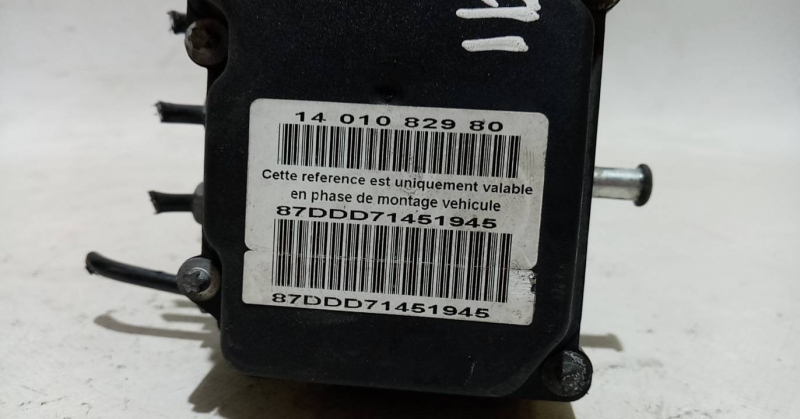 14 010 829 80
Cette reference est uniquement valable
en phase de montage vehicule
87DDD71451945
87DDD71451945